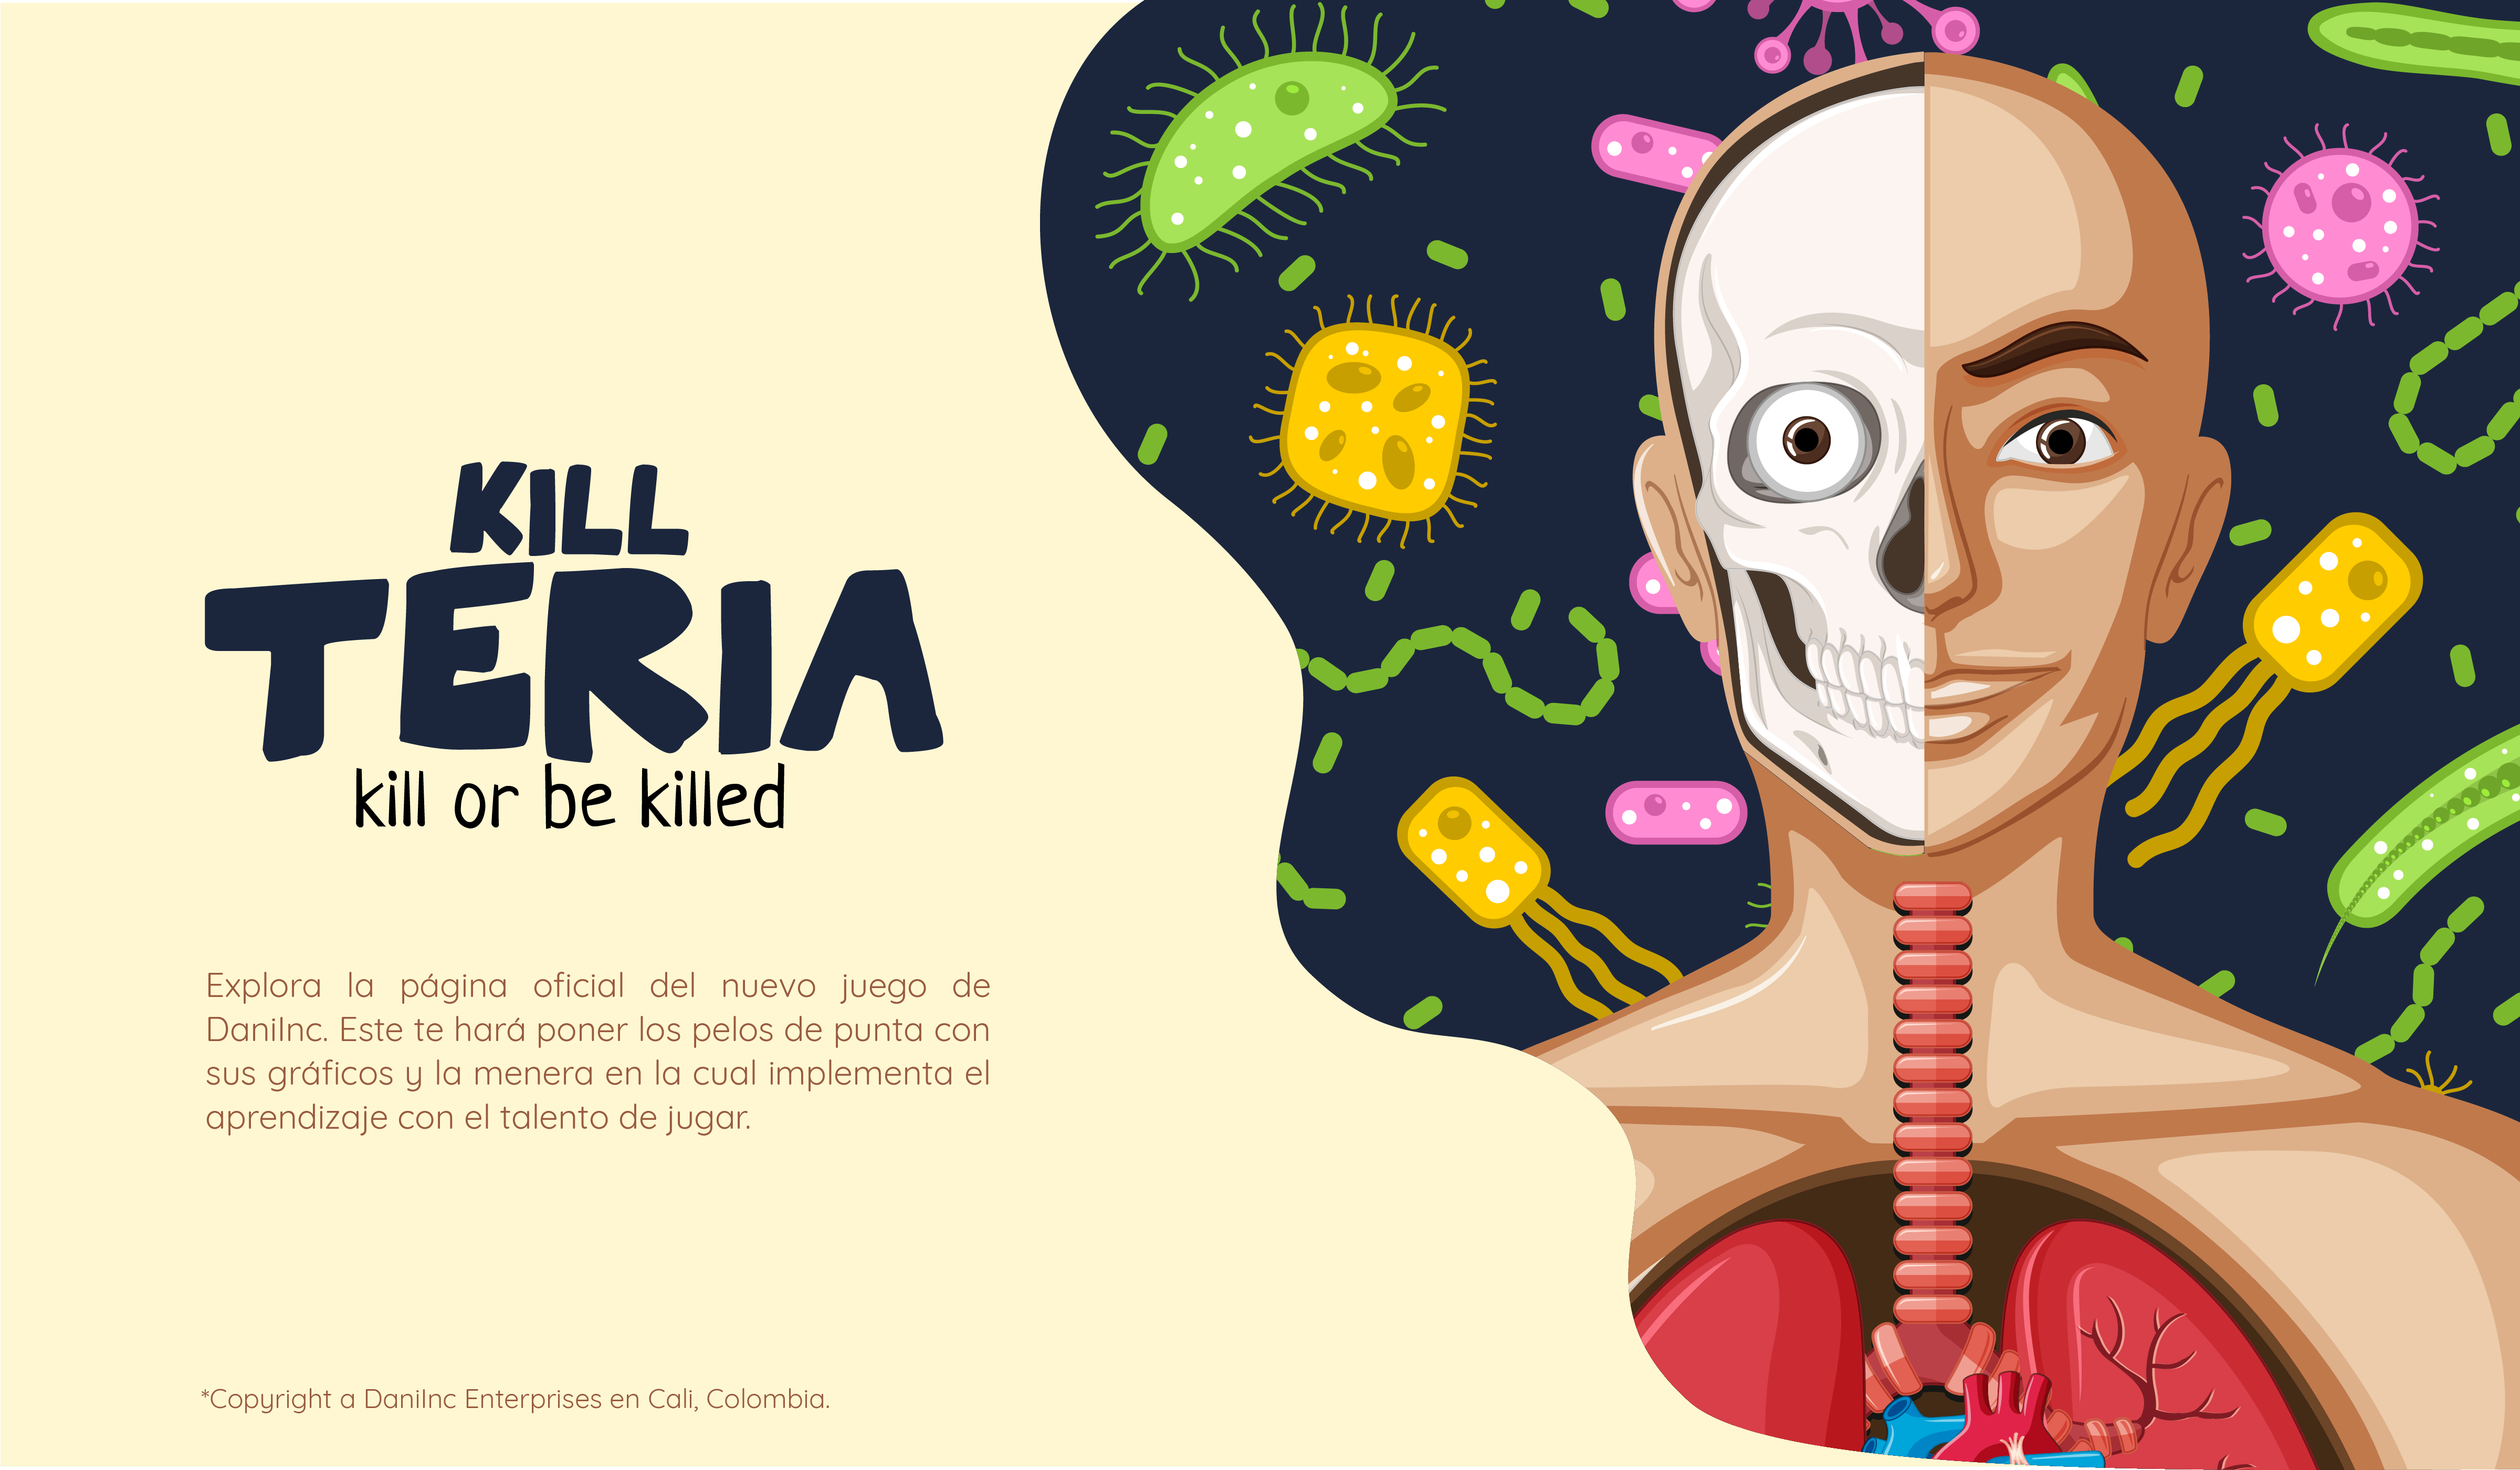 KILL
TERIA
kill or be killed
Explora la página oficial del nuevo juego de
DaniInc. Este te hará poner los pelos de punta con
sus gráficos y la menera en la cual implementa el
aprendizaje con el talento de jugar.
*Copyright a DaniInc Enterprises en Cali, Colombia.